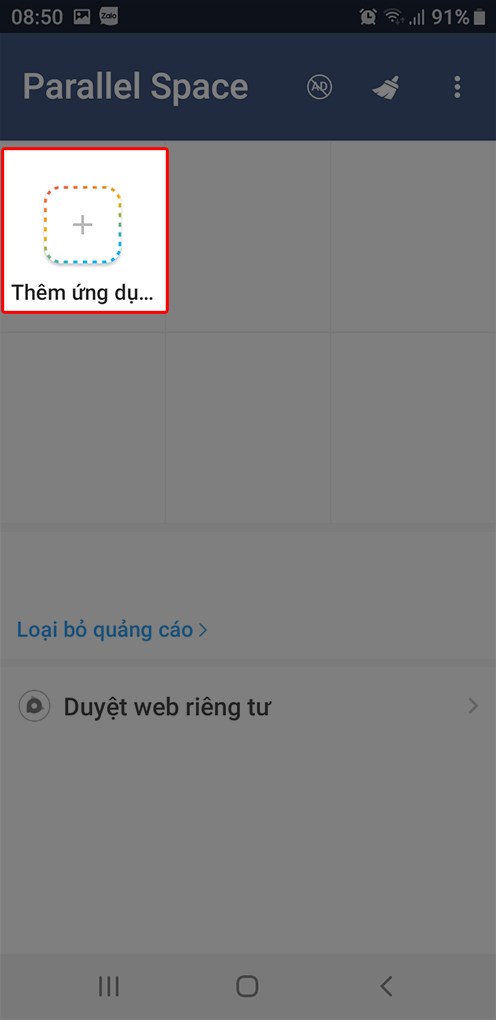 08:50 Zalo 91%
Parallel Space AD
Thêm ứng dụ...
Loại bỏ quảng cáo
Duyệt web riêng tư